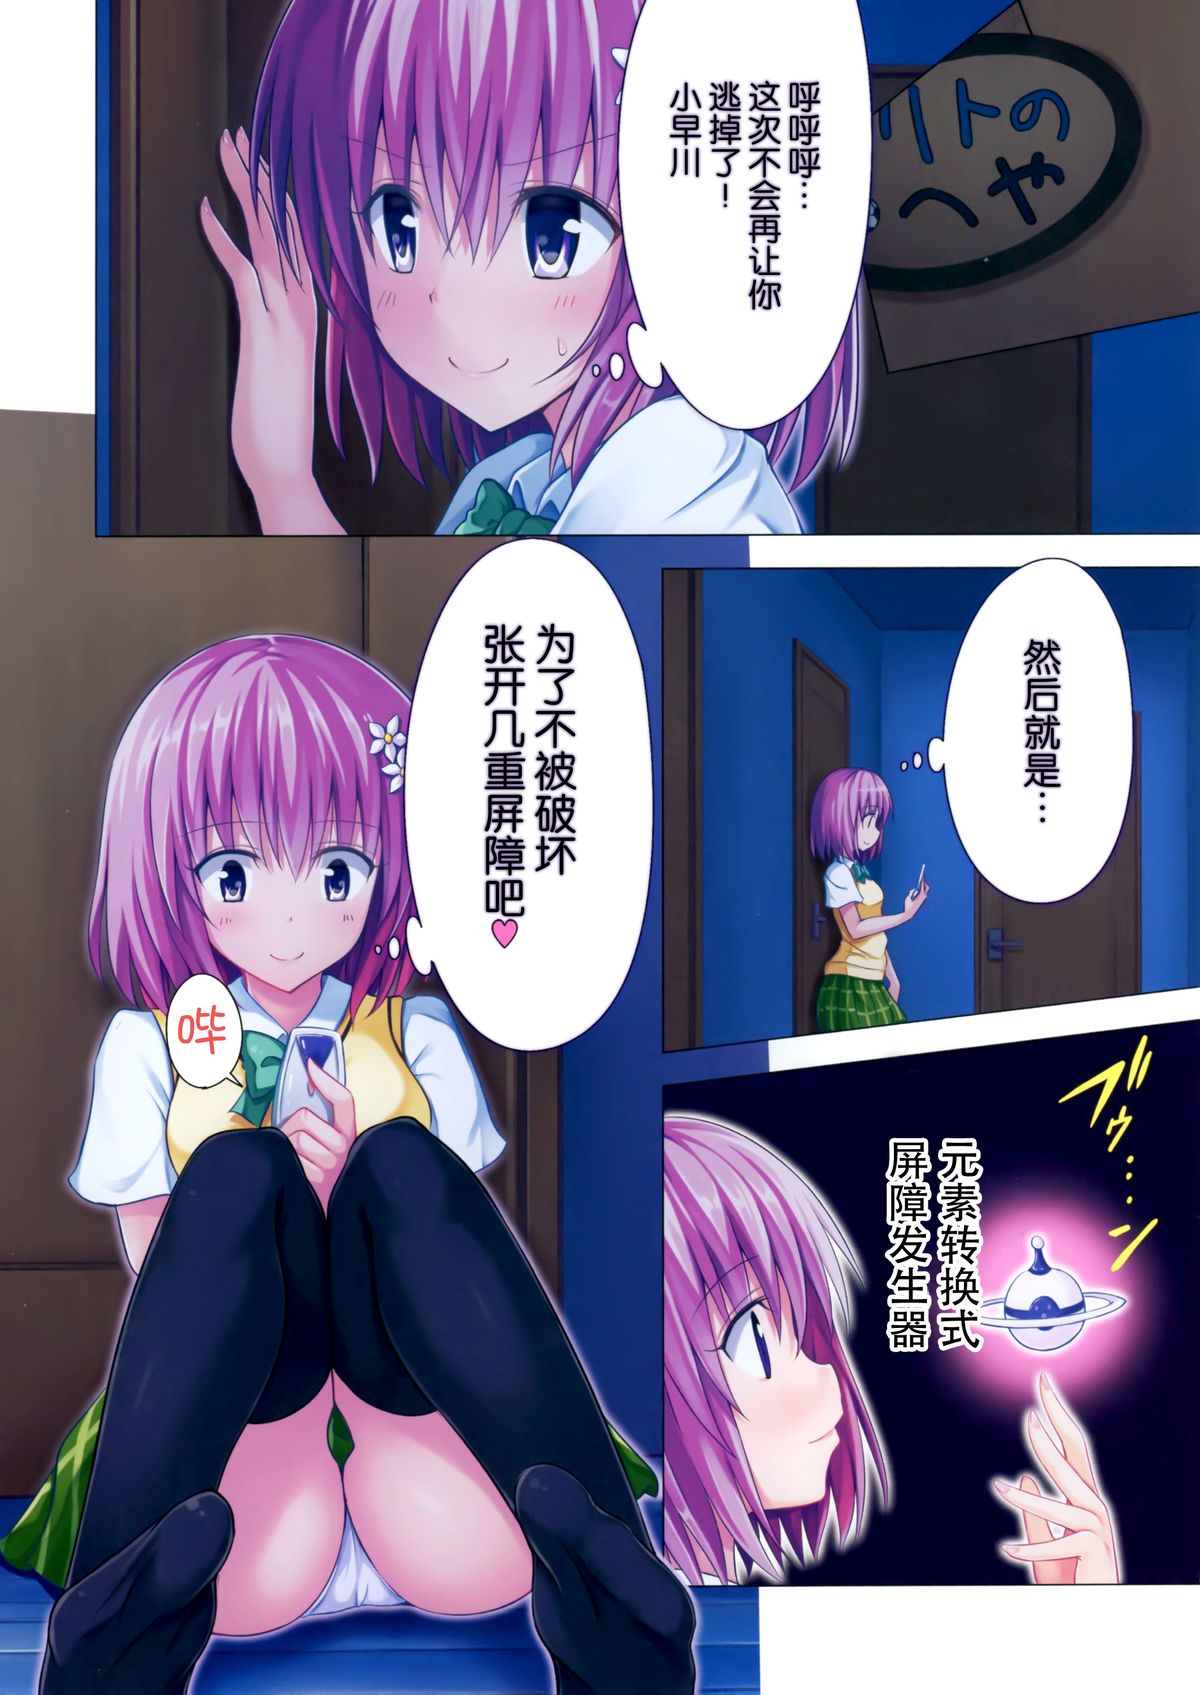 リトの
へや
呼呼呼…
这次不会再让你
逃掉了！
小早川
然后就是…
ブゥ…ン
元素转换式
屏障发生器
为了不被破坏
张开几重屏障吧♥
哔